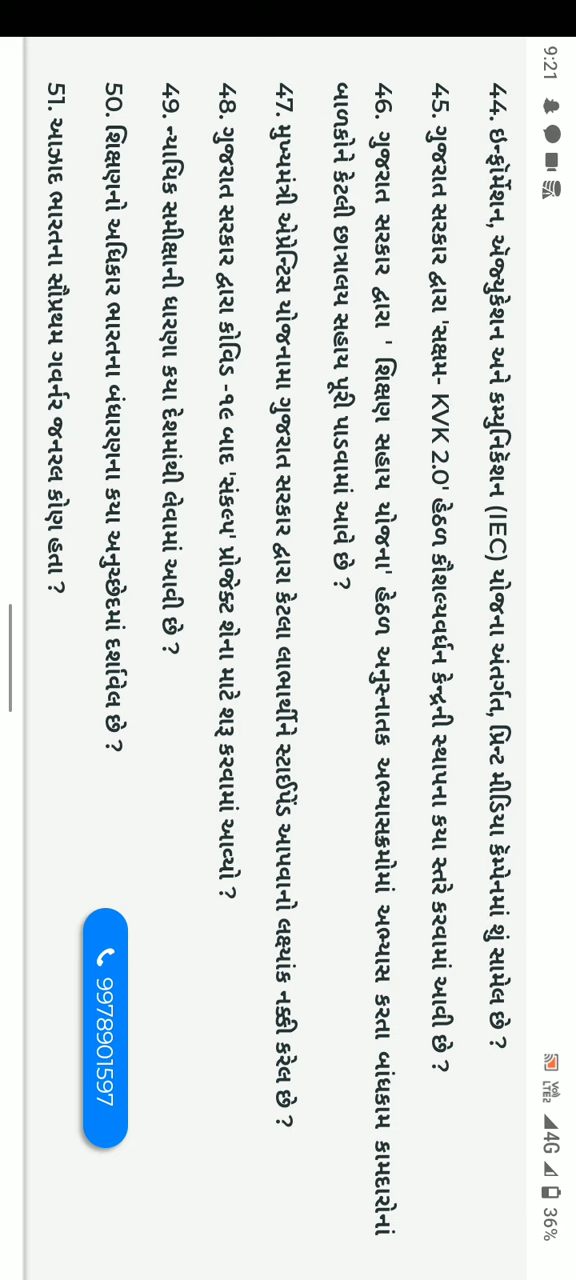 9:21
VoD LTE2 4G 36%
44. ઇન્ફોર્મેશન, એજ્યુકેશન અને કમ્યુનિકેશન (IEC) યોજના અંતર્ગત, પ્રિન્ટ મીડિયા કેમ્પેનમાં શું સામેલ છે ?
45. ગુજરાત સરકાર દ્વારા 'સક્ષમ- KVK 2.0' હેઠળ કૌશલ્યવર્ધન કેન્દ્રની સ્થાપના કયા સ્તરે કરવામાં આવી છે ?
46. ગુજરાત સરકાર દ્વારા ' શિક્ષણ સહાય યોજના' હેઠળ અનુસ્નાતક અભ્યાસક્રમોમાં અભ્યાસ કરતા બાંધકામ કામદારોનાં
બાળકોને કેટલી છાત્રાલય સહાય પૂરી પાડવામાં આવે છે ?
47. મુખ્યમંત્રી એપ્રેન્ટિસ યોજનામા ગુજરાત સરકાર દ્વારા કેટલા લાભાર્થીને સ્ટાઈપેંડ આપવાનો લક્ષ્યાંક નક્કી કરેલ છે ?
48. ગુજરાત સરકાર દ્વારા કોવિડ -૧૯ બાદ 'સંકલ્પ' પ્રોજેક્ટ શેના માટે શરૂ કરવામાં આવ્યો ?
49. ન્યાયિક સમીક્ષાની ધારણા કયા દેશમાંથી લેવામાં આવી છે ?
50. શિક્ષણનો અધિકાર ભારતના બંધારણના કયા અનુચ્છેદમાં દર્શાવેલ છે ?
51. આઝાદ ભારતના સૌપ્રથમ ગવર્નર જનરલ કોણ હતા ?
9978901597